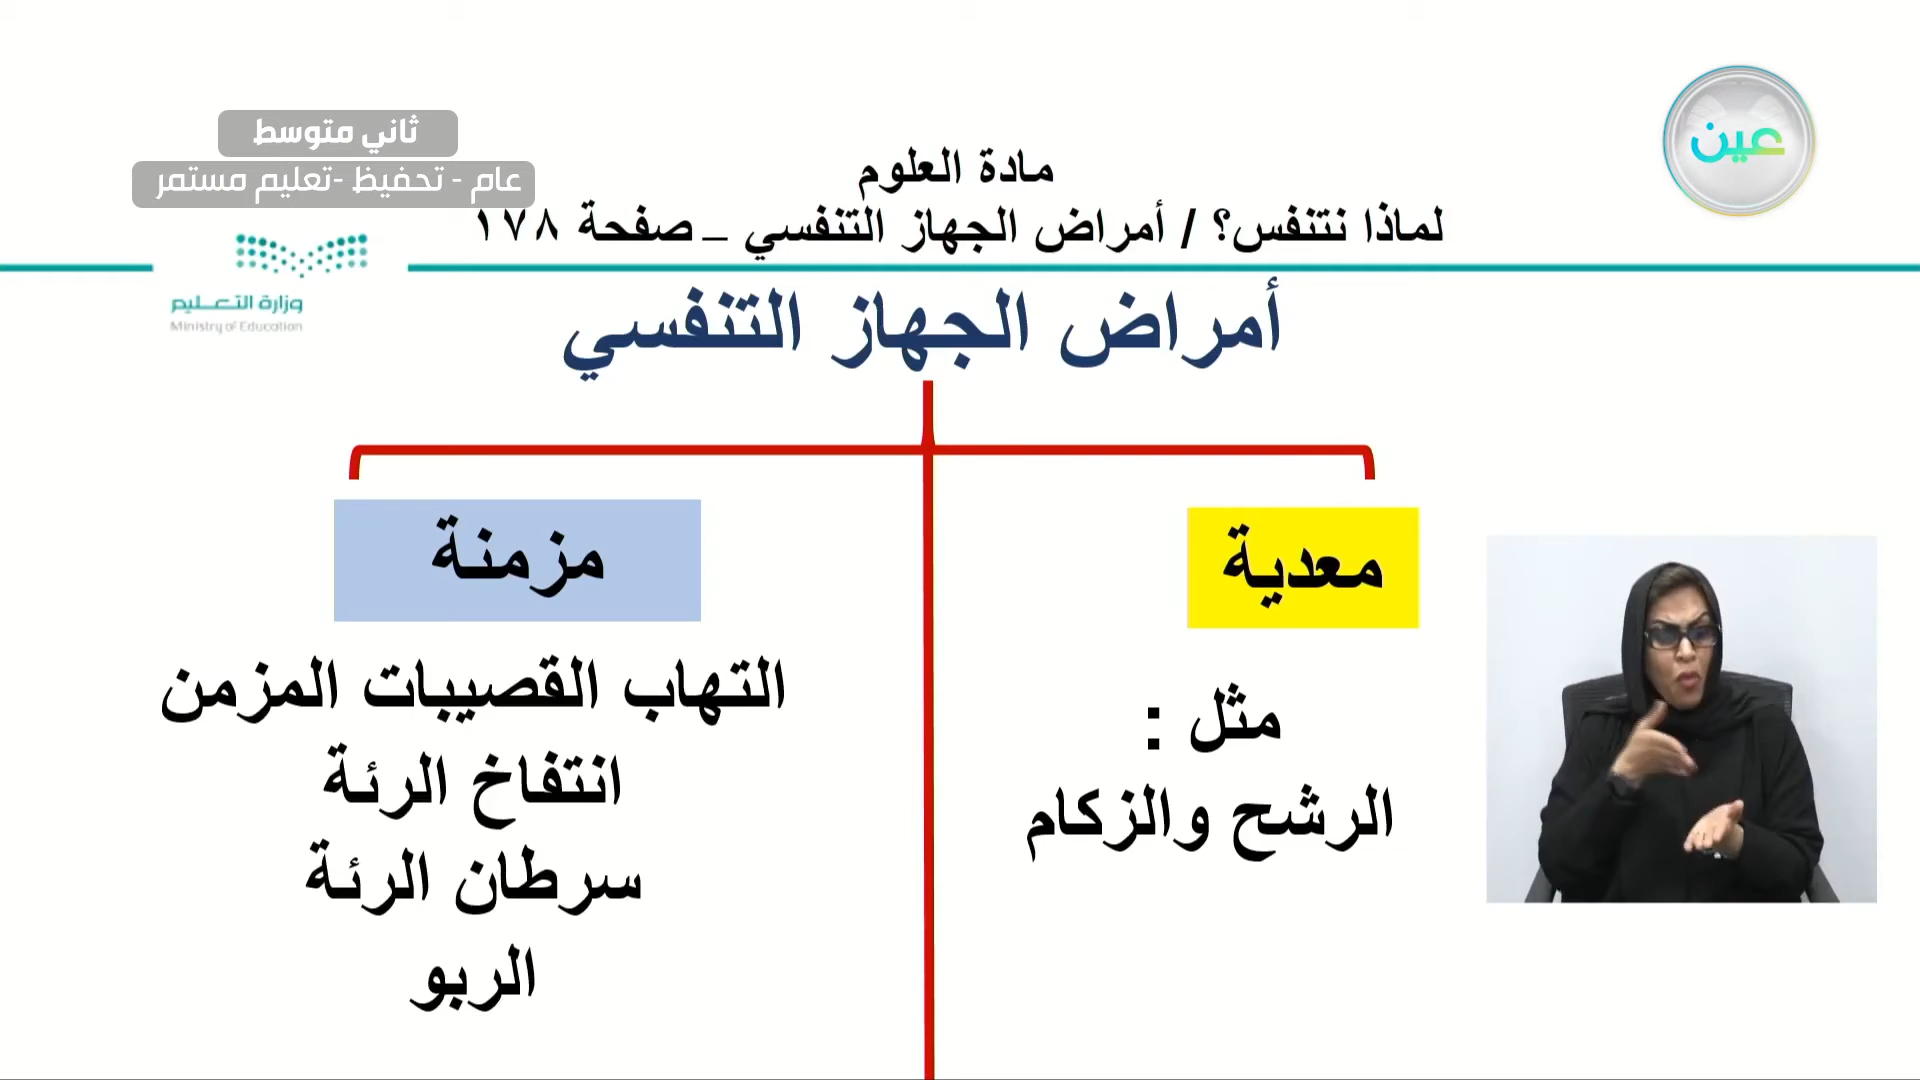 عين
ثاني متوسط
عام - تحفيظ -تعليم مستمر
مادة العلوم
لماذا نتنفس؟ / أمراض الجهاز التنفسي – صفحة ١٧٨
وزارة التعـــليم
Ministry of Education
أمراض الجهاز التنفسي
معدية
مثل :
الرشح والزكام
مزمنة
التهاب القصيبات المزمن
انتفاخ الرئة
سرطان الرئة
الربو